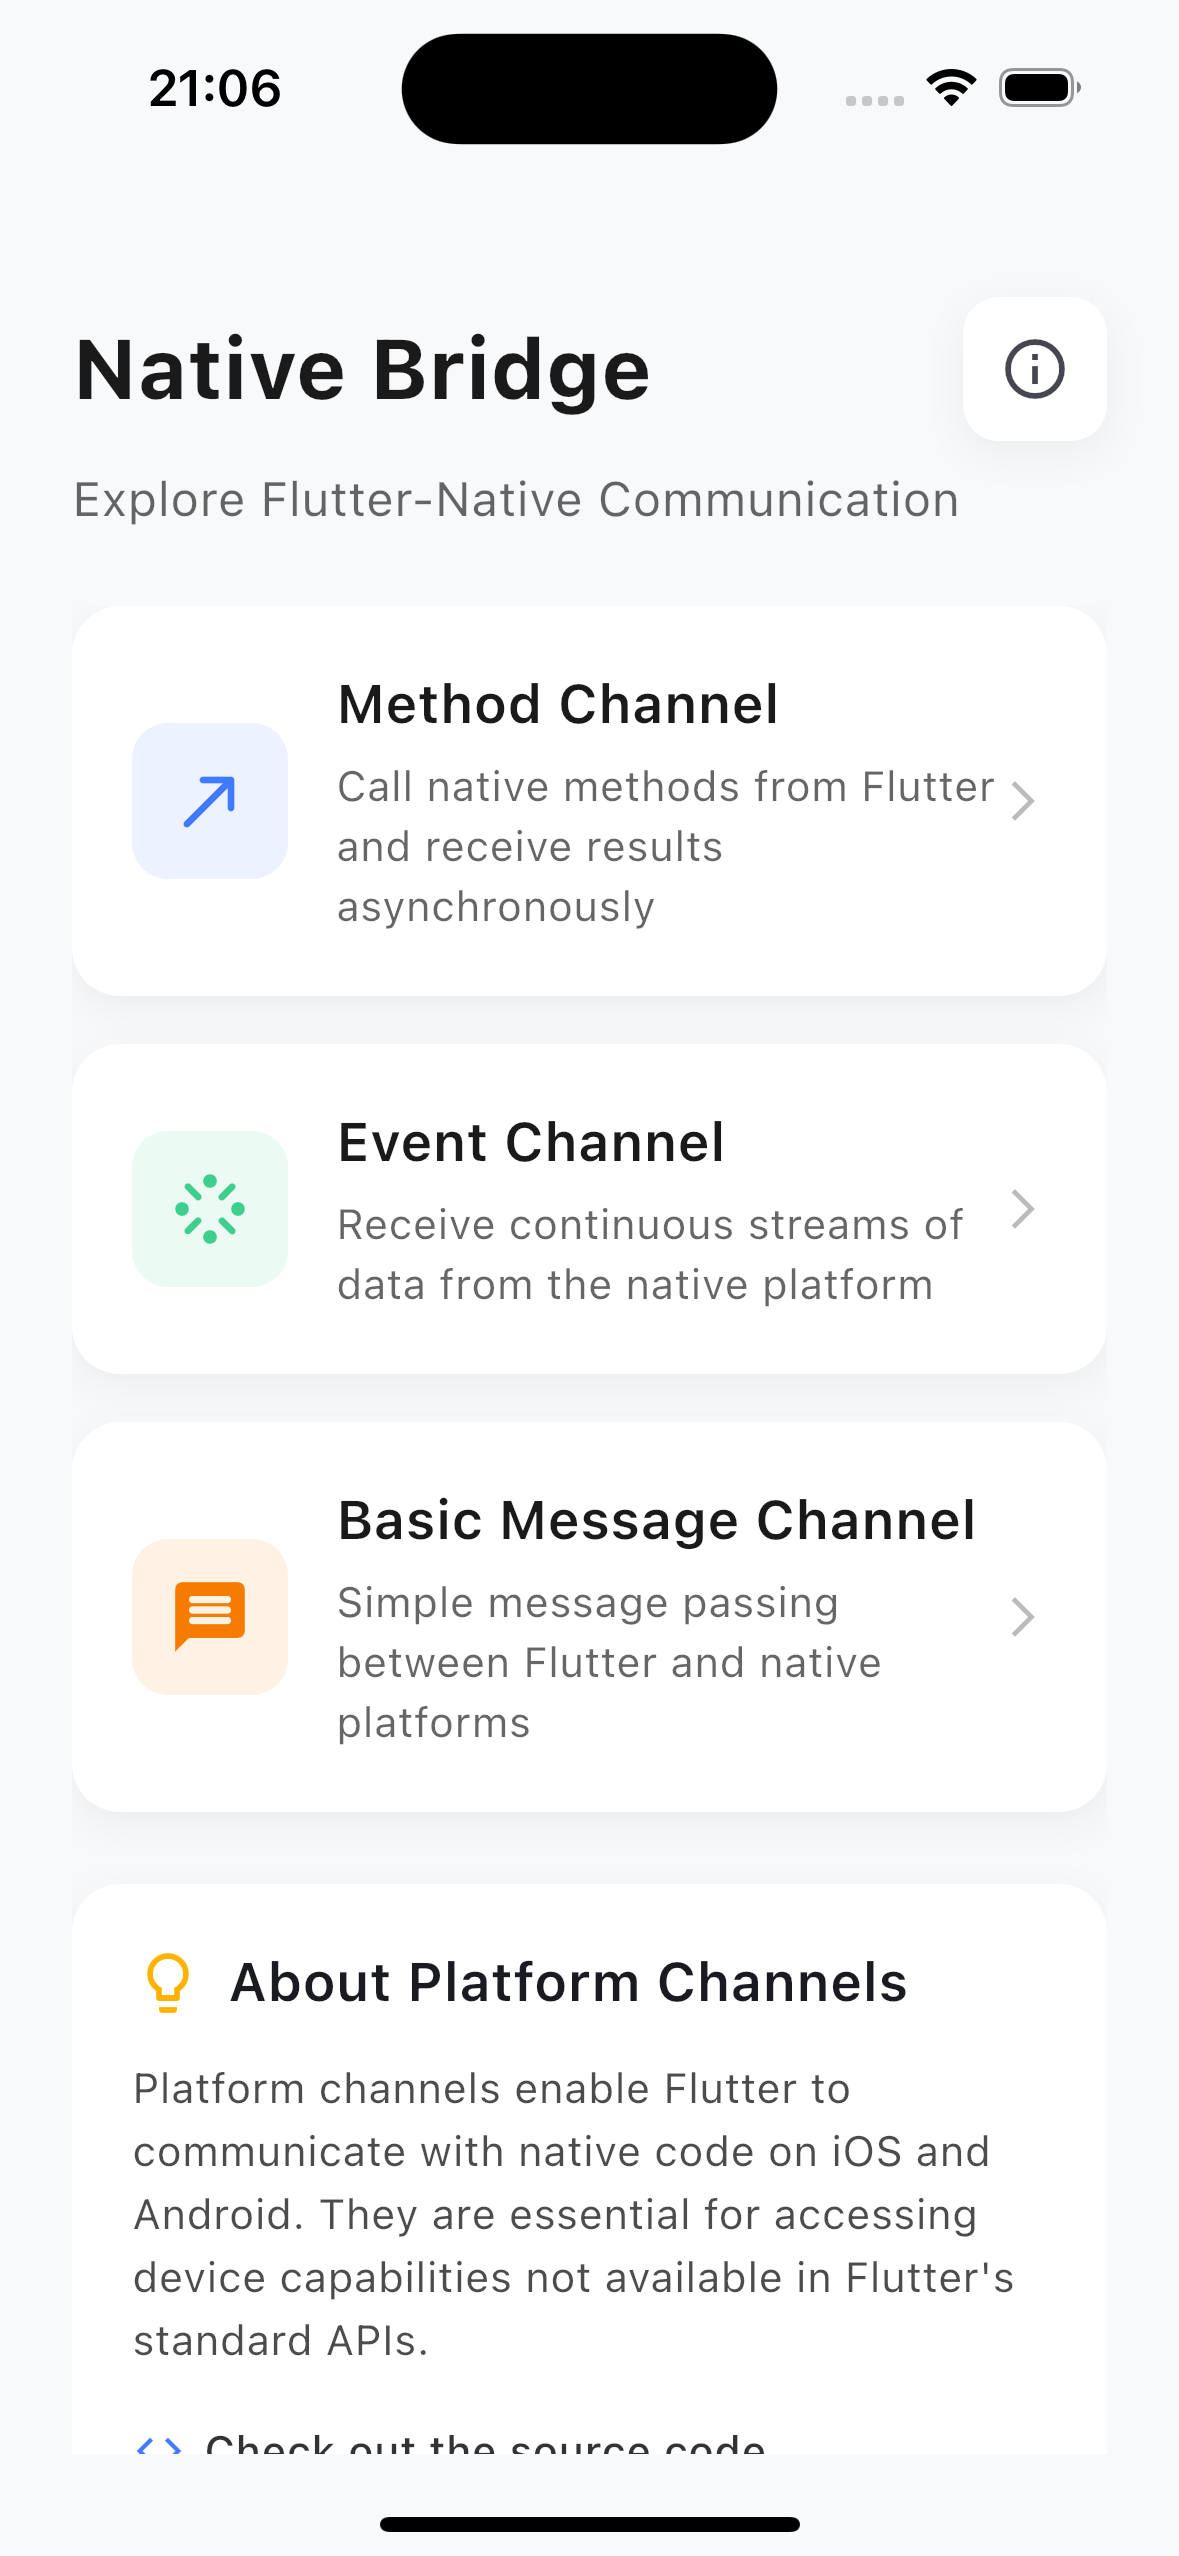 21:06
Native Bridge
Explore Flutter-Native Communication
Method Channel
Call native methods from Flutter
and receive results
asynchronously
Event Channel
Receive continuous streams of
data from the native platform
Basic Message Channel
Simple message passing
between Flutter and native
platforms
About Platform Channels
Platform channels enable Flutter to
communicate with native code on iOS and
Android. They are essential for accessing
device capabilities not available in Flutter's
standard APIs.
Check out the source code